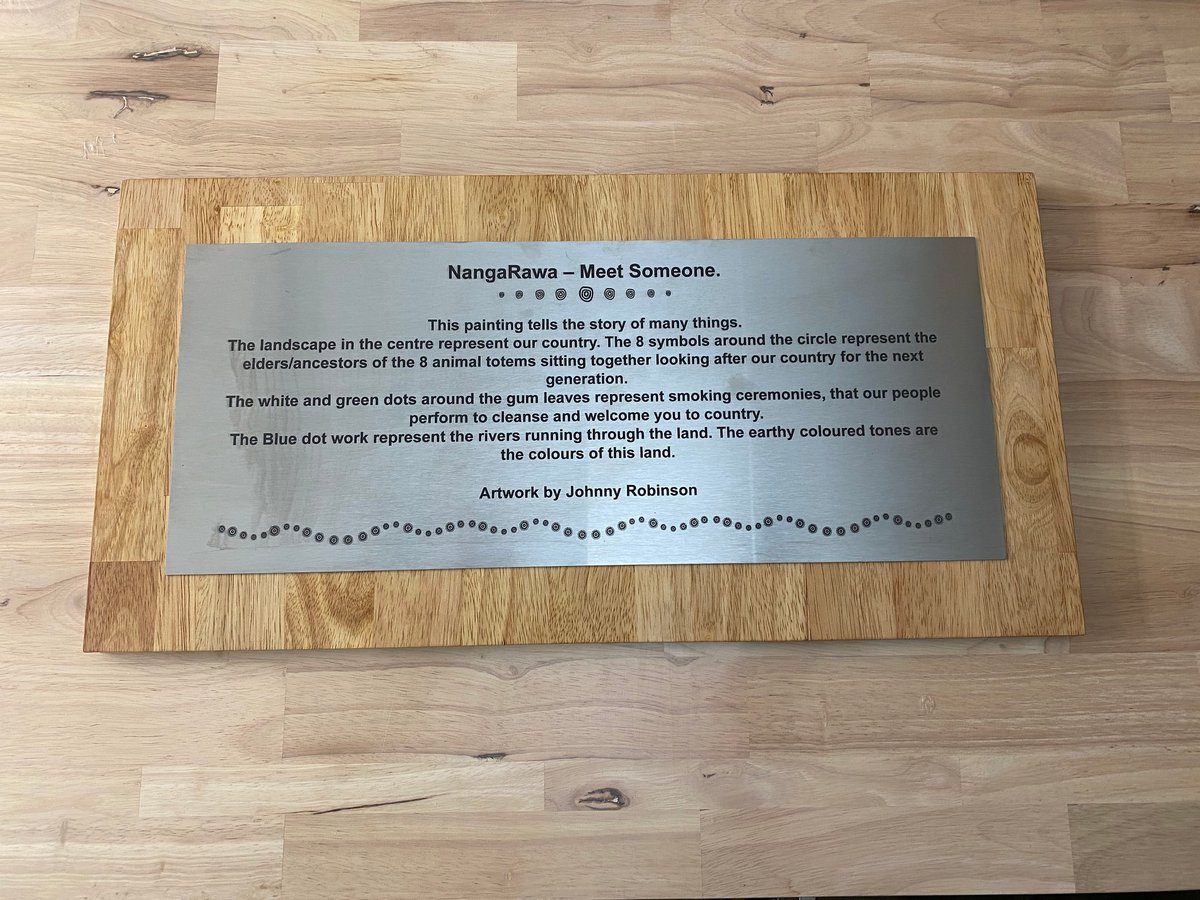 NangaRawa – Meet Someone.
This painting tells the story of many things.
The landscape in the centre represent our country. The 8 symbols around the circle represent the
elders/ancestors of the 8 animal totems sitting together looking after our country for the next
generation.
The white and green dots around the gum leaves represent smoking ceremonies, that our people
perform to cleanse and welcome you to country.
The Blue dot work represent the rivers running through the land. The earthy coloured tones are
the colours of this land.
Artwork by Johnny Robinson